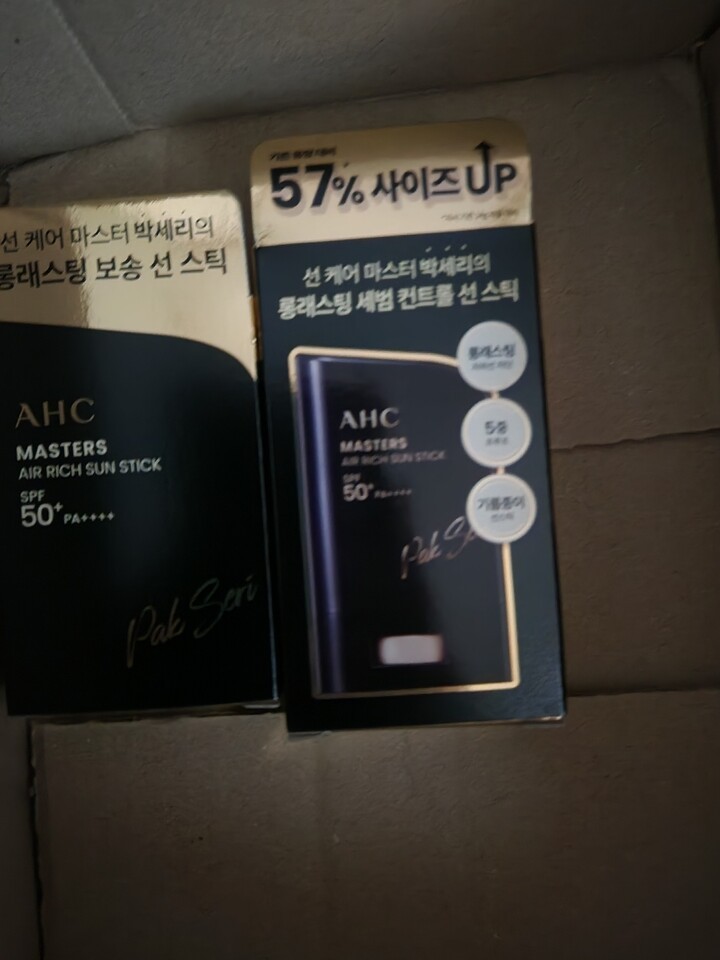 선 케어 마스터 박세리의
롱래스팅 보송 선 스틱
AHC
MASTERS
AIR RICH SUN STICK
SPF
50+ PA++++
Pak Seri
57% 사이즈 UP
선 케어 마스터 박세리의
롱래스팅 세범 컨트롤 선 스틱
롱래스팅
5중
기름종이
AHC
MASTERS
AIR RICH SUN STICK
SPF
50+ PA++++
Pak Se